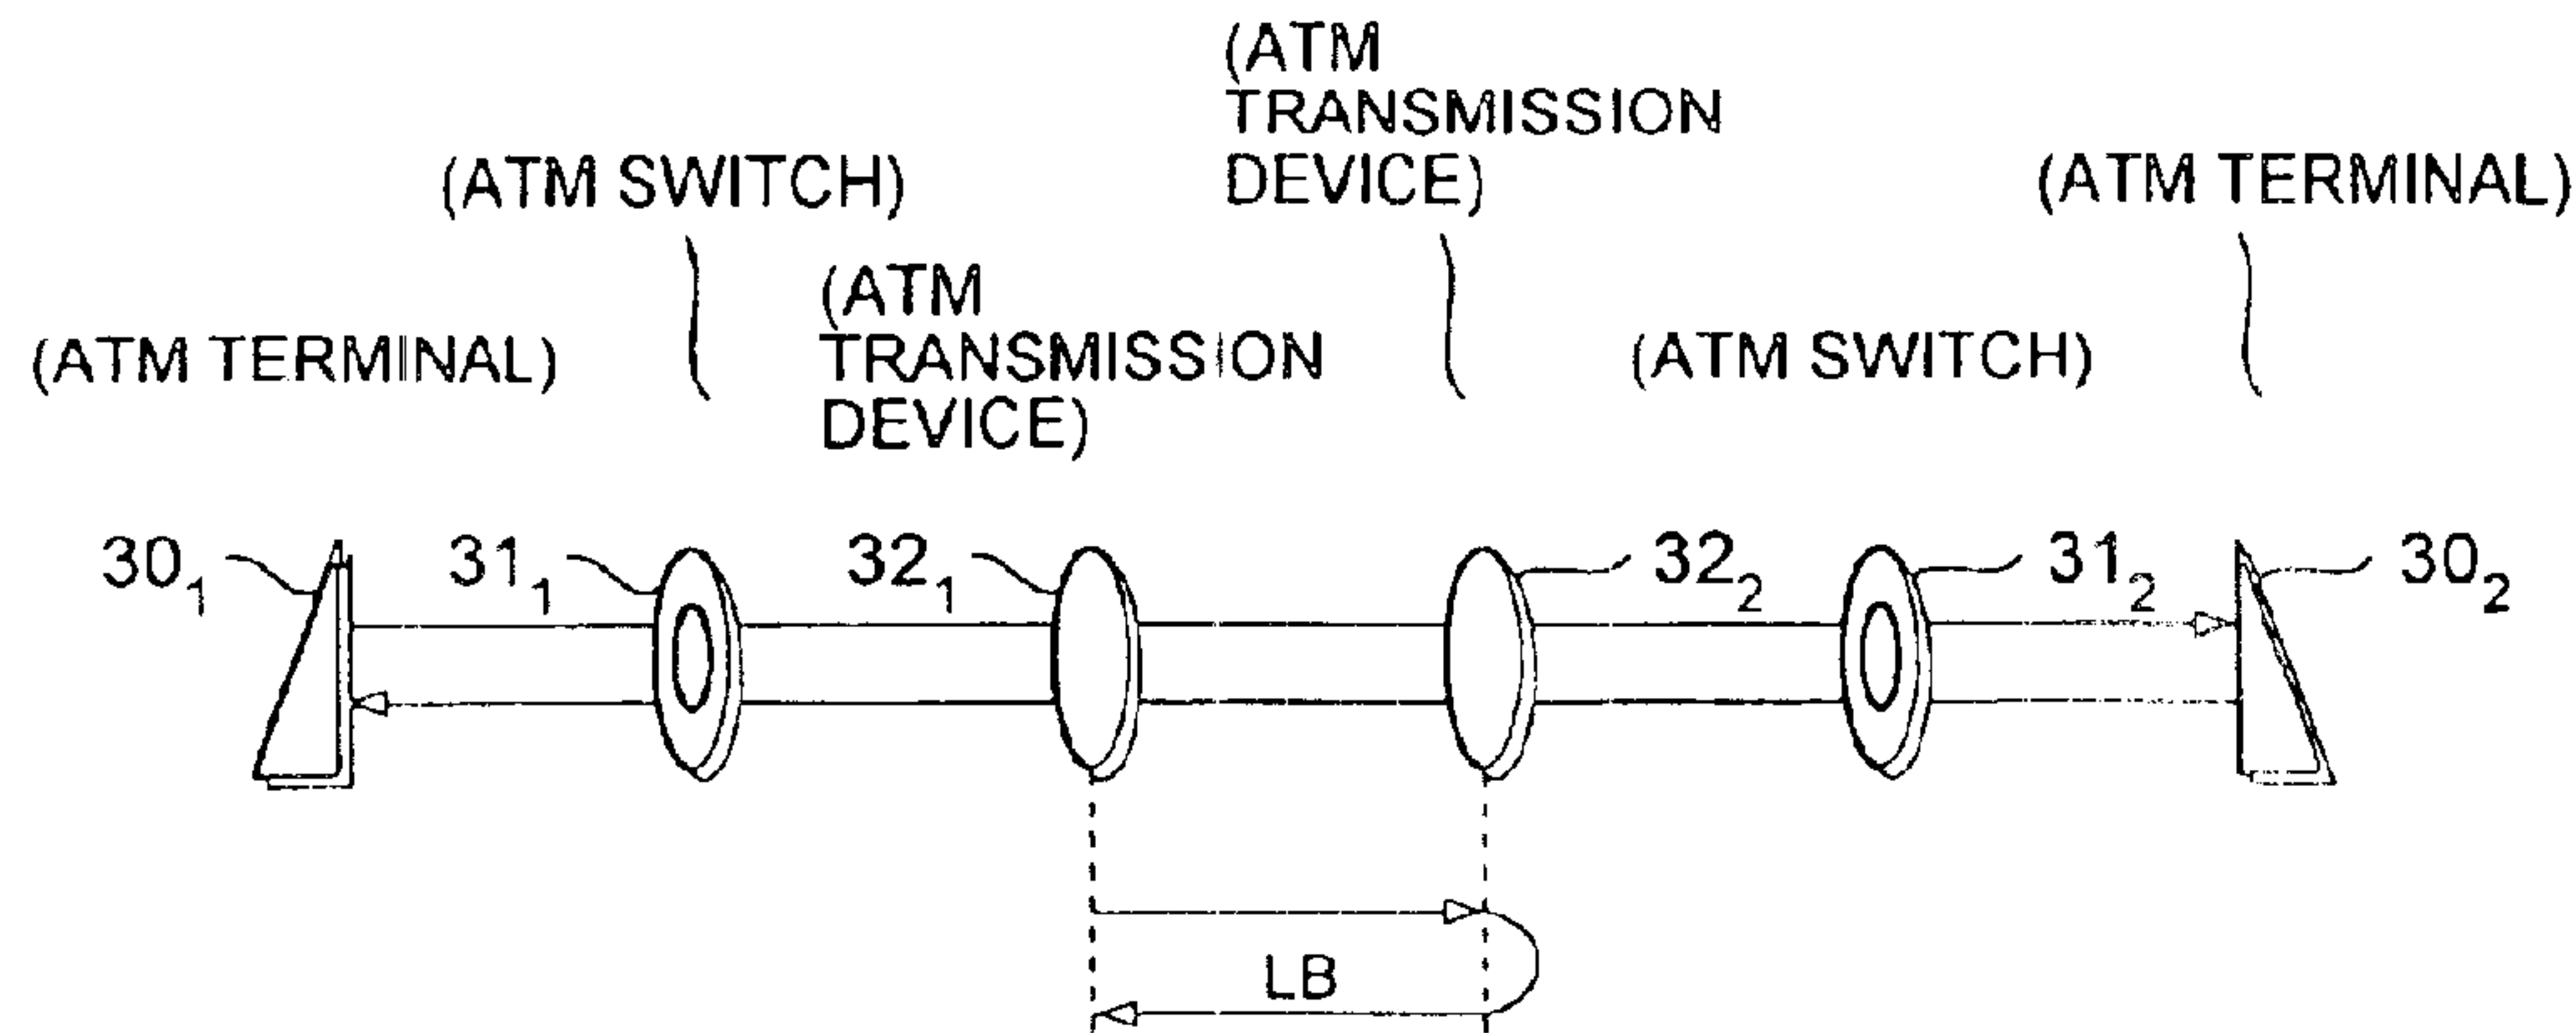 (ATM
TRANSMISSION
DEVICE)
(ATM SWITCH)
(ATM TERMINAL)
(ATM
TRANSMISSION
DEVICE)
(ATM TERMINAL)
(ATM SWITCH)
30₁
31₁
32₁
32₂
31₂
30₂
LB